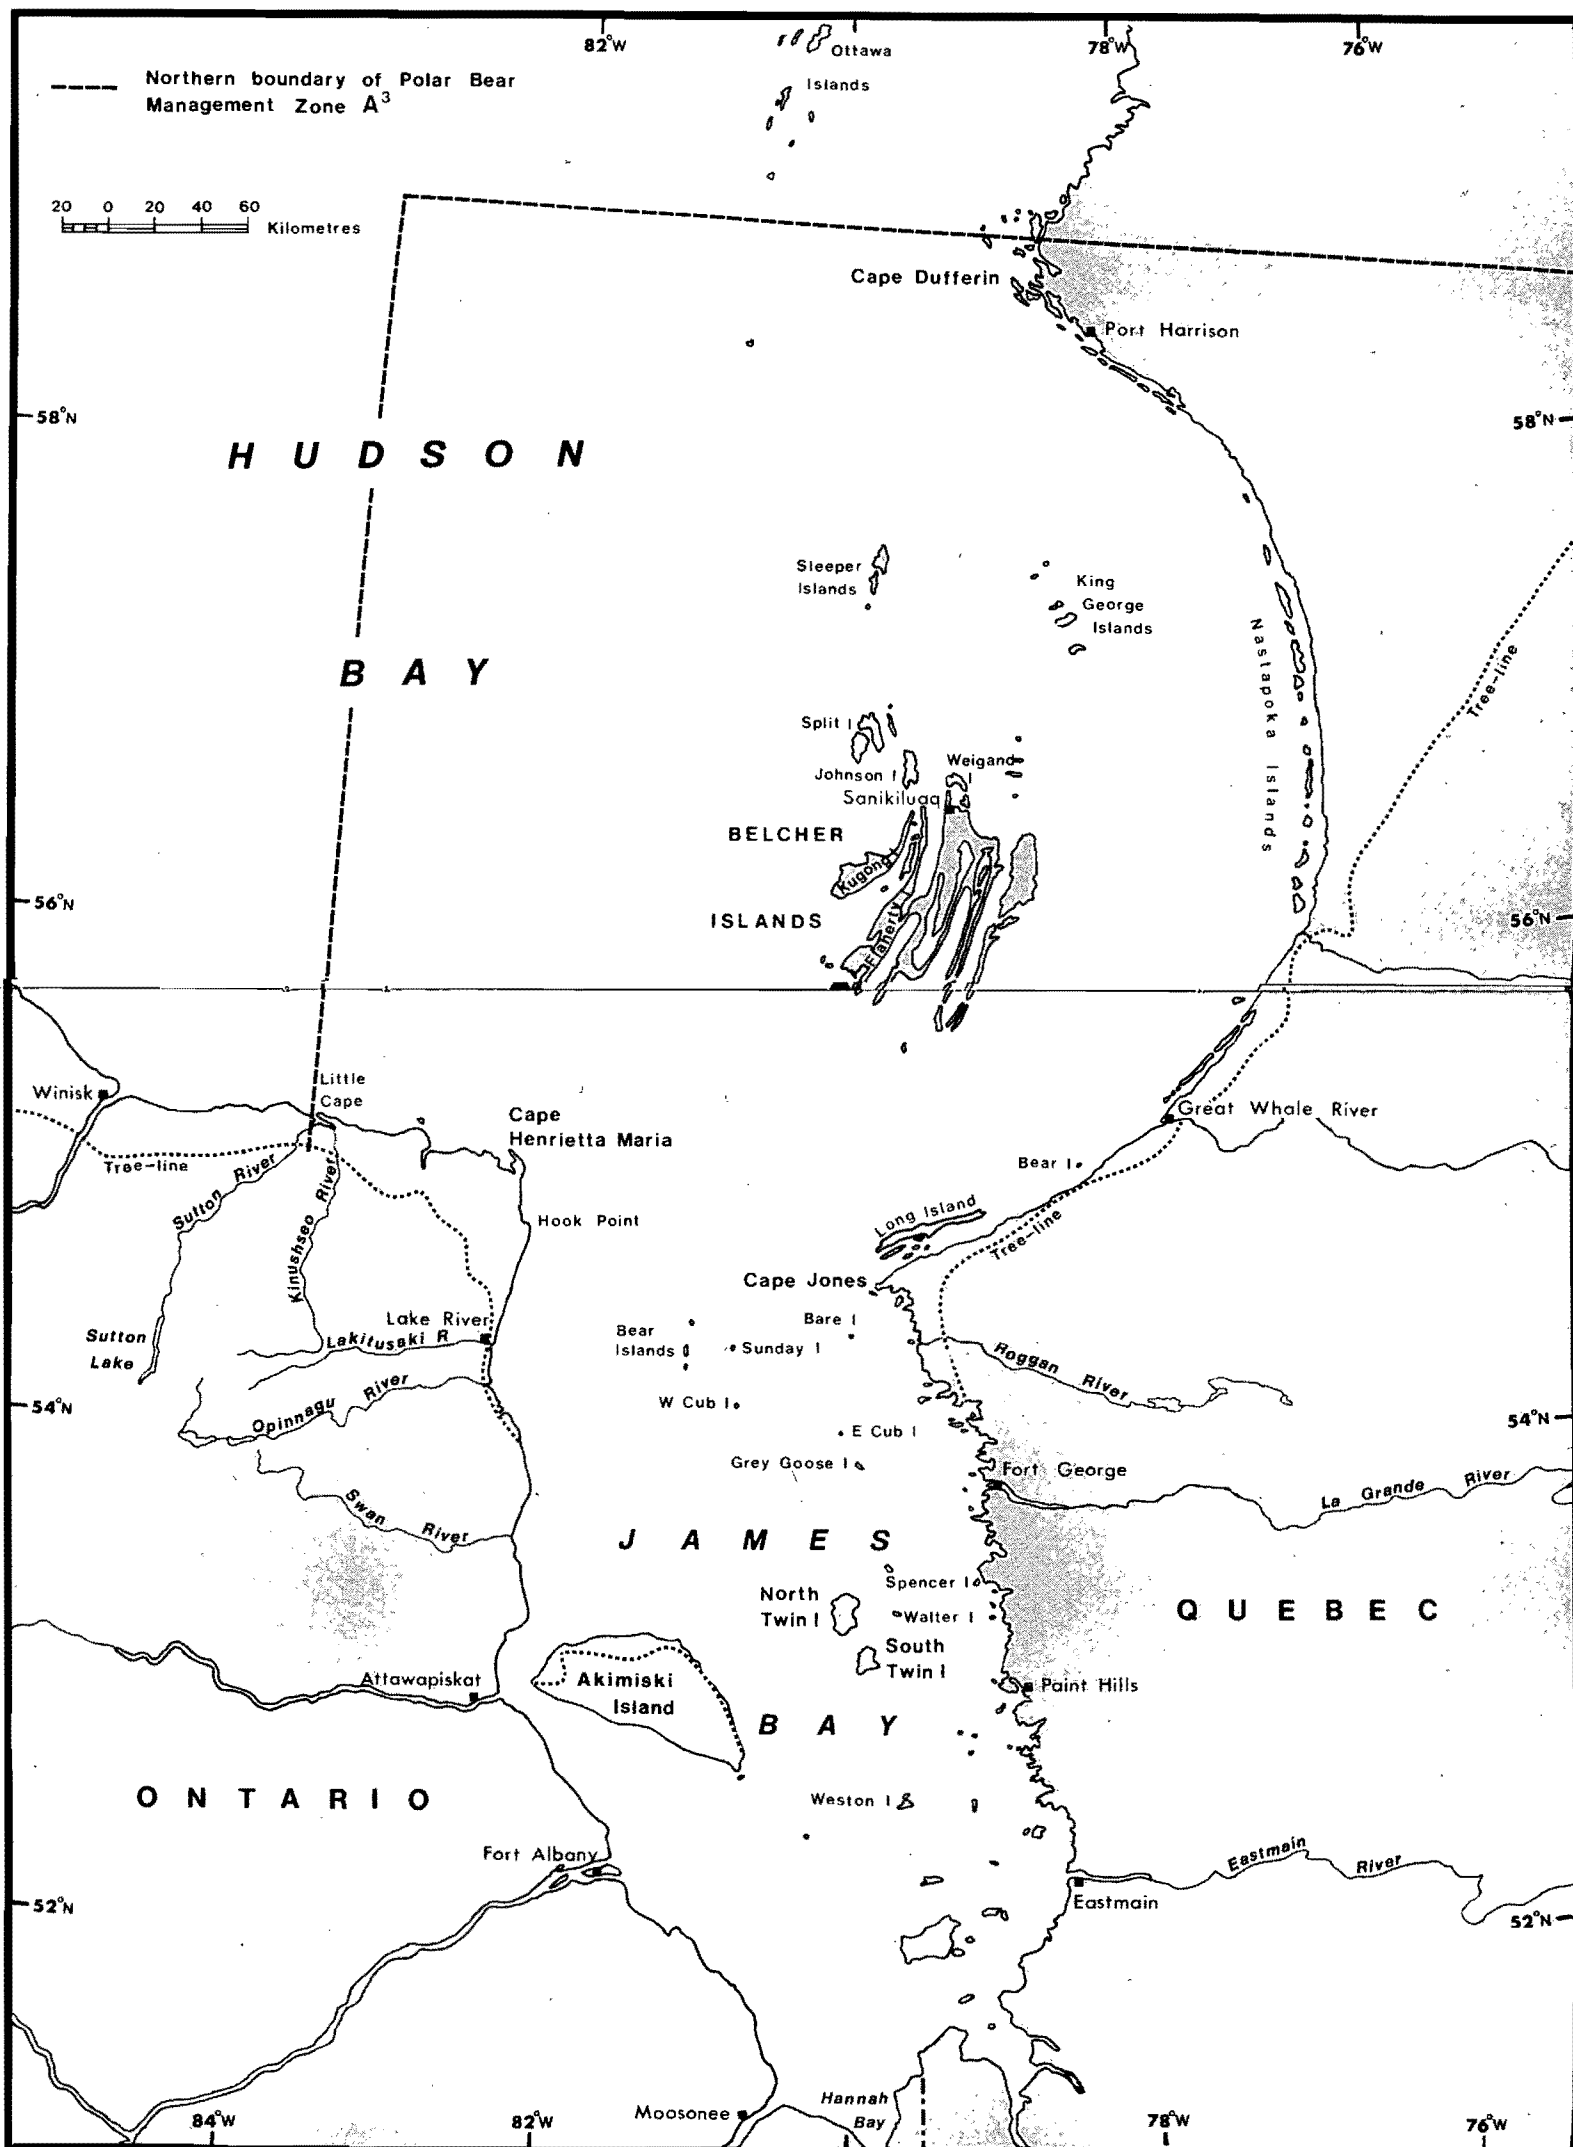 82°W
78°W
76°W
Ottawa
Islands
Northern boundary of Polar Bear
Management Zone A³
20 0 20 40 60
Kilometres
Cape Dufferin
Port Harrison
58°N
58°N
HUDSON
BAY
Sleeper
Islands
King
George
Islands
Nastapoka Islands
Tree-line
Split I
Johnson I
Weigand
I
Sanikiluaq
BELCHER
ISLANDS
Kugong I
Flaherty
56°N
56°N
Winisk
Little
Cape
Cape
Henrietta Maria
Great Whale River
Tree-line
Sutton River
Kinushseo River
Bear I
Hook Point
Long Island
Tree-line
Cape Jones
Lake River
Lakitusaki R
Sutton
Lake
Bear
Islands
Bare I
Sunday I
Roggan River
Opinnagu River
54°N
54°N
W Cub I
E Cub I
Grey Goose I
Fort George
La Grande River
Swan River
JAMES
BAY
Spencer I
North
Twin I
Walter I
South
Twin I
QUEBEC
Attawapiskat
Akimiski
Island
Paint Hills
ONTARIO
Weston I
Fort Albany
Eastmain River
Eastmain
52°N
52°N
Moosonee
Hannah
Bay
84°W
82°W
78°W
76°W